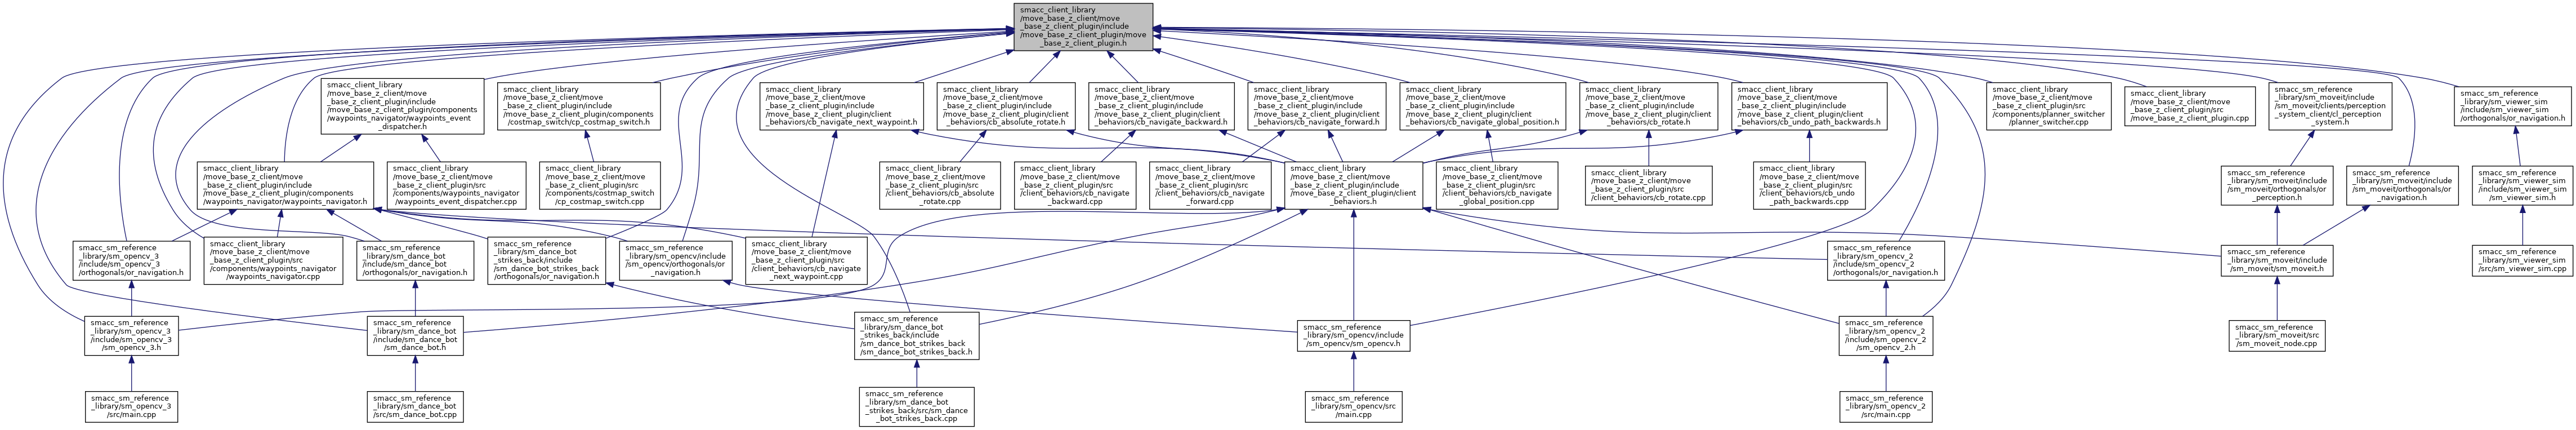 smacc_client_library
/move_base_z_client/move
_base_z_client_plugin/include
/move_base_z_client_plugin/move
_base_z_client_plugin.h
smacc_client_library
/move_base_z_client/move
_base_z_client_plugin/include
/move_base_z_client_plugin/components
/waypoints_navigator/waypoints_event
_dispatcher.h
smacc_client_library
/move_base_z_client/move
_base_z_client_plugin/include
/move_base_z_client_plugin/components
/costmap_switch/cp_costmap_switch.h
smacc_client_library
/move_base_z_client/move
_base_z_client_plugin/include
/move_base_z_client_plugin/client
_behaviors/cb_navigate_next_waypoint.h
smacc_client_library
/move_base_z_client/move
_base_z_client_plugin/include
/move_base_z_client_plugin/client
_behaviors/cb_absolute_rotate.h
smacc_client_library
/move_base_z_client/move
_base_z_client_plugin/include
/move_base_z_client_plugin/client
_behaviors/cb_navigate_backward.h
smacc_client_library
/move_base_z_client/move
_base_z_client_plugin/include
/move_base_z_client_plugin/client
_behaviors/cb_navigate_forward.h
smacc_client_library
/move_base_z_client/move
_base_z_client_plugin/include
/move_base_z_client_plugin/client
_behaviors/cb_navigate_global_position.h
smacc_client_library
/move_base_z_client/move
_base_z_client_plugin/include
/move_base_z_client_plugin/client
_behaviors/cb_rotate.h
smacc_client_library
/move_base_z_client/move
_base_z_client_plugin/include
/move_base_z_client_plugin/client
_behaviors/cb_undo_path_backwards.h
smacc_client_library
/move_base_z_client/move
_base_z_client_plugin/src
/components/planner_switcher
/planner_switcher.cpp
smacc_client_library
/move_base_z_client/move
_base_z_client_plugin/src
/move_base_z_client_plugin.cpp
smacc_sm_reference
_library/sm_moveit/include
/sm_moveit/clients/perception
_system_client/cl_perception
_system.h
smacc_sm_reference
_library/sm_viewer_sim
/include/sm_viewer_sim
/orthogonals/or_navigation.h
smacc_client_library
/move_base_z_client/move
_base_z_client_plugin/include
/move_base_z_client_plugin/components
/waypoints_navigator/waypoints_navigator.h
smacc_client_library
/move_base_z_client/move
_base_z_client_plugin/src
/components/waypoints_navigator
/waypoints_event_dispatcher.cpp
smacc_client_library
/move_base_z_client/move
_base_z_client_plugin/src
/components/costmap_switch
/cp_costmap_switch.cpp
smacc_client_library
/move_base_z_client/move
_base_z_client_plugin/src
/client_behaviors/cb_absolute
_rotate.cpp
smacc_client_library
/move_base_z_client/move
_base_z_client_plugin/src
/client_behaviors/cb_navigate
_backward.cpp
smacc_client_library
/move_base_z_client/move
_base_z_client_plugin/src
/client_behaviors/cb_navigate
_forward.cpp
smacc_client_library
/move_base_z_client/move
_base_z_client_plugin/include
/move_base_z_client_plugin/client
_behaviors.h
smacc_client_library
/move_base_z_client/move
_base_z_client_plugin/src
/client_behaviors/cb_navigate
_global_position.cpp
smacc_client_library
/move_base_z_client/move
_base_z_client_plugin/src
/client_behaviors/cb_rotate.cpp
smacc_client_library
/move_base_z_client/move
_base_z_client_plugin/src
/client_behaviors/cb_undo
_path_backwards.cpp
smacc_sm_reference
_library/sm_moveit/include
/sm_moveit/orthogonals/or
_perception.h
smacc_sm_reference
_library/sm_moveit/include
/sm_moveit/orthogonals/or
_navigation.h
smacc_sm_reference
_library/sm_viewer_sim
/include/sm_viewer_sim
/sm_viewer_sim.h
smacc_sm_reference
_library/sm_opencv_3
/include/sm_opencv_3
/orthogonals/or_navigation.h
smacc_client_library
/move_base_z_client/move
_base_z_client_plugin/src
/components/waypoints_navigator
/waypoints_navigator.cpp
smacc_sm_reference
_library/sm_dance_bot
/include/sm_dance_bot
/orthogonals/or_navigation.h
smacc_sm_reference
_library/sm_dance_bot
_strikes_back/include
/sm_dance_bot_strikes_back
/orthogonals/or_navigation.h
smacc_sm_reference
_library/sm_opencv/include
/sm_opencv/orthogonals/or
_navigation.h
smacc_client_library
/move_base_z_client/move
_base_z_client_plugin/src
/client_behaviors/cb_navigate
_next_waypoint.cpp
smacc_sm_reference
_library/sm_opencv_2
/include/sm_opencv_2
/orthogonals/or_navigation.h
smacc_sm_reference
_library/sm_moveit/include
/sm_moveit/sm_moveit.h
smacc_sm_reference
_library/sm_viewer_sim
/src/sm_viewer_sim.cpp
smacc_sm_reference
_library/sm_opencv_3
/include/sm_opencv_3
/sm_opencv_3.h
smacc_sm_reference
_library/sm_dance_bot
/include/sm_dance_bot
/sm_dance_bot.h
smacc_sm_reference
_library/sm_dance_bot
_strikes_back/include
/sm_dance_bot_strikes_back
/sm_dance_bot_strikes_back.h
smacc_sm_reference
_library/sm_opencv/include
/sm_opencv/sm_opencv.h
smacc_sm_reference
_library/sm_opencv_2
/include/sm_opencv_2
/sm_opencv_2.h
smacc_sm_reference
_library/sm_moveit/src
/sm_moveit_node.cpp
smacc_sm_reference
_library/sm_opencv_3
/src/main.cpp
smacc_sm_reference
_library/sm_dance_bot
/src/sm_dance_bot.cpp
smacc_sm_reference
_library/sm_dance_bot
_strikes_back/src/sm_dance
_bot_strikes_back.cpp
smacc_sm_reference
_library/sm_opencv/src
/main.cpp
smacc_sm_reference
_library/sm_opencv_2
/src/main.cpp